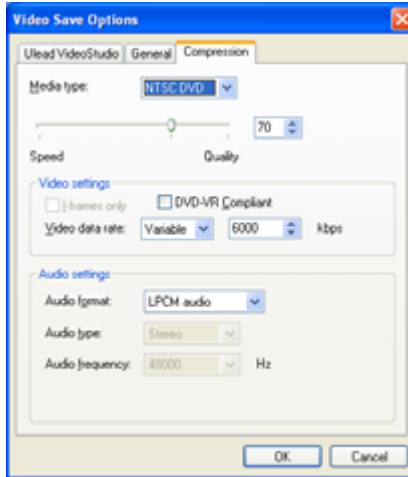 Video Save Options
Ulead VideoStudio General Compression
Media type: NTSC DVD
70
Speed Quality
Video settings
I-frames only DVD-VR Compliant
Video data rate: Variable 6000 kbps
Audio settings
Audio format: LPCM audio
Audio type: Stereo
Audio frequency: 48000 Hz
OK Cancel